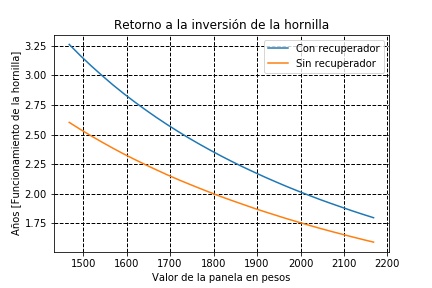 Retorno a la inversión de la hornilla
Con recuperador
Sin recuperador
Años [Funcionamiento de la hornilla]
3.25
3.00
2.75
2.50
2.25
2.00
1.75
1500 1600 1700 1800 1900 2000 2100 2200
Valor de la panela en pesos